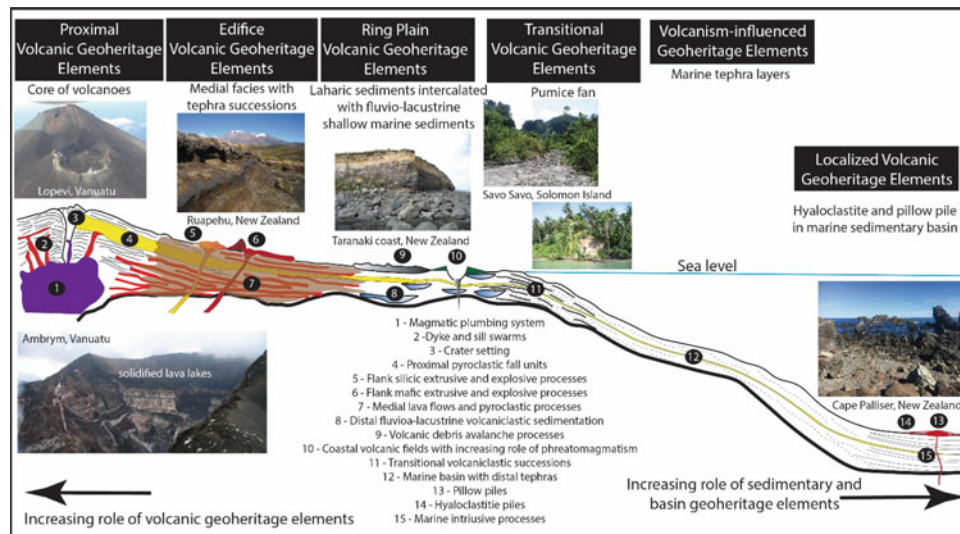 Proximal
Volcanic Geoheritage
Elements
Core of volcanoes
Lopevi, Vanuatu
Edifice
Volcanic Geoheritage
Elements
Medial facies with
tephra successions
Ruapehu, New Zealand
Ring Plain
Volcanic Geoheritage
Elements
Laharic sediments intercalated
with fluvio-lacustrine
shallow marine sediments
Taranaki coast, New Zealand
Transitional
Volcanic Geoheritage
Elements
Pumice fan
Savo Savo, Solomon Island
Volcanism-influenced
Geoheritage Elements
Marine tephra layers
Localized Volcanic
Geoheritage Elements
Hyaloclastite and pillow pile
in marine sedimentary basin
Sea level
Cape Palliser, New Zealand
1
2
3
4
5
6
7
8
9
10
11
12
13
14
15
Ambrym, Vanuatu
solidified lava lakes
1 - Magmatic plumbing system
2 -Dyke and sill swarms
3 - Crater setting
4 - Proximal pyroclastic fall units
5 - Flank silicic extrusive and explosive processes
6 - Flank mafic extrusive and explosive processes
7 - Medial lava flows and pyroclastic processes
8 - Distal fluvioa-lacustrine volcaniclastic sedimentation
9 - Volcanic debris avalanche processes
10 - Coastal volcanic fields with increasing role of phreatomagmatism
11 - Transitional volcaniclastic successions
12 - Marine basin with distal tephras
13 - Pillow piles
14 - Hyaloclastitie piles
15 - Marine intriusive processes
Increasing role of volcanic geoheritage elements
Increasing role of sedimentary and
basin geoheritage elements